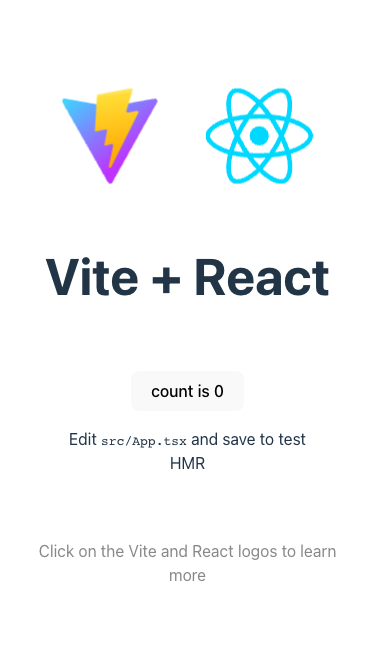 Vite + React
count is 0
Edit src/App.tsx and save to test
HMR
Click on the Vite and React logos to learn
more